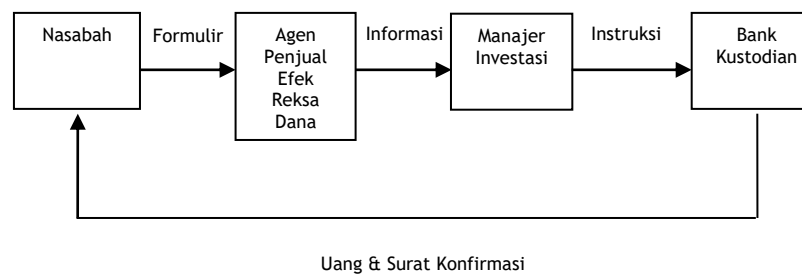 Nasabah
Formulir
Agen
Penjual
Efek
Reksa
Dana
Informasi
Manajer
Investasi
Instruksi
Bank
Kustodian
Uang & Surat Konfirmasi